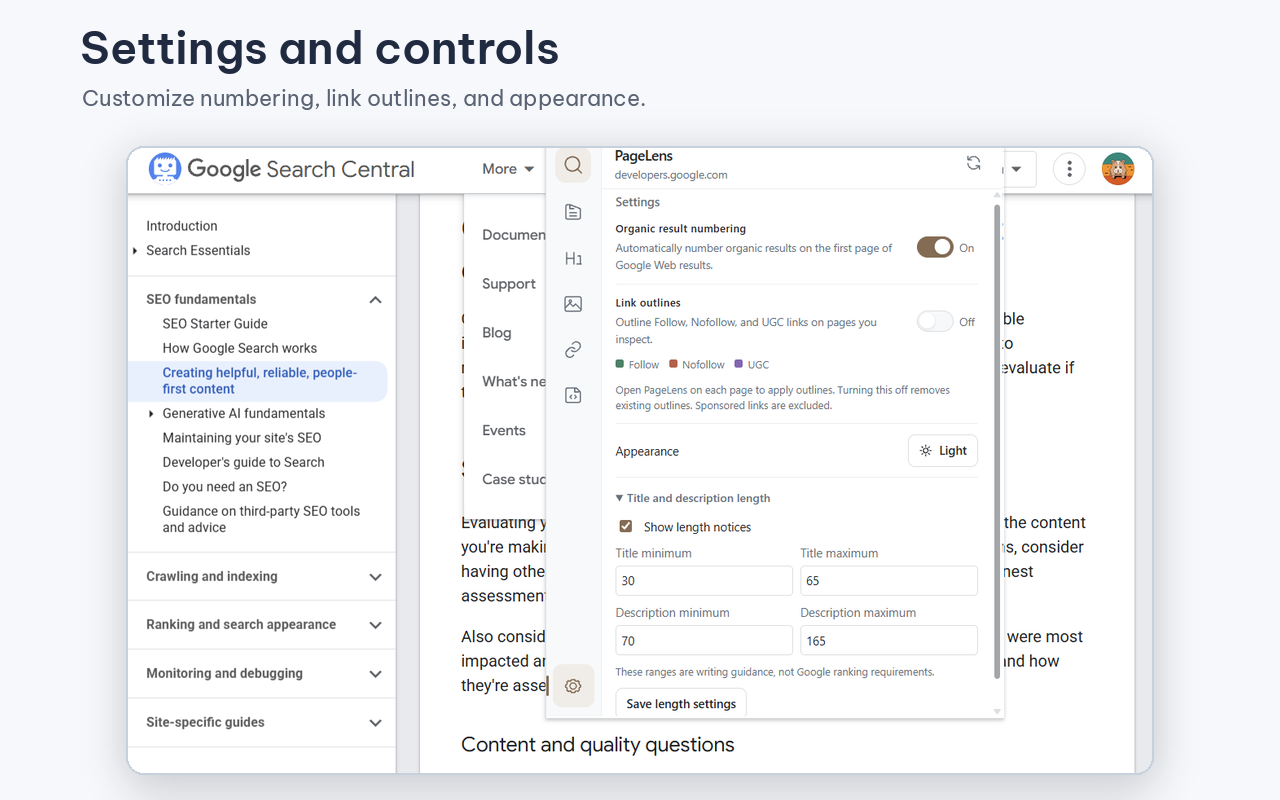 Settings and controls
Customize numbering, link outlines, and appearance.
Google Search Central
More
Introduction
Search Essentials
SEO fundamentals
SEO Starter Guide
How Google Search works
Creating helpful, reliable, people-
first content
Generative AI fundamentals
Maintaining your site's SEO
Developer's guide to Search
Do you need an SEO?
Guidance on third-party SEO tools
and advice
Crawling and indexing
Ranking and search appearance
Monitoring and debugging
Site-specific guides
Documen
Support
Blog
What's ne
Events
Case stud
PageLens
developers.google.com
H1
Settings
Organic result numbering
Automatically number organic results on the first page of
Google Web results.
On
Link outlines
Outline Follow, Nofollow, and UGC links on pages you
inspect.
Off
Follow Nofollow UGC
Open PageLens on each page to apply outlines. Turning this off removes
existing outlines. Sponsored links are excluded.
Appearance
Light
Title and description length
Show length notices
Title minimum Title maximum
30 65
Description minimum Description maximum
70 165
These ranges are writing guidance, not Google ranking requirements.
Save length settings
evaluate if
Evaluating y the content
you're makin s, consider
having othe nest
assessment
Also consid were most
impacted a nd how
they're asse
Content and quality questions